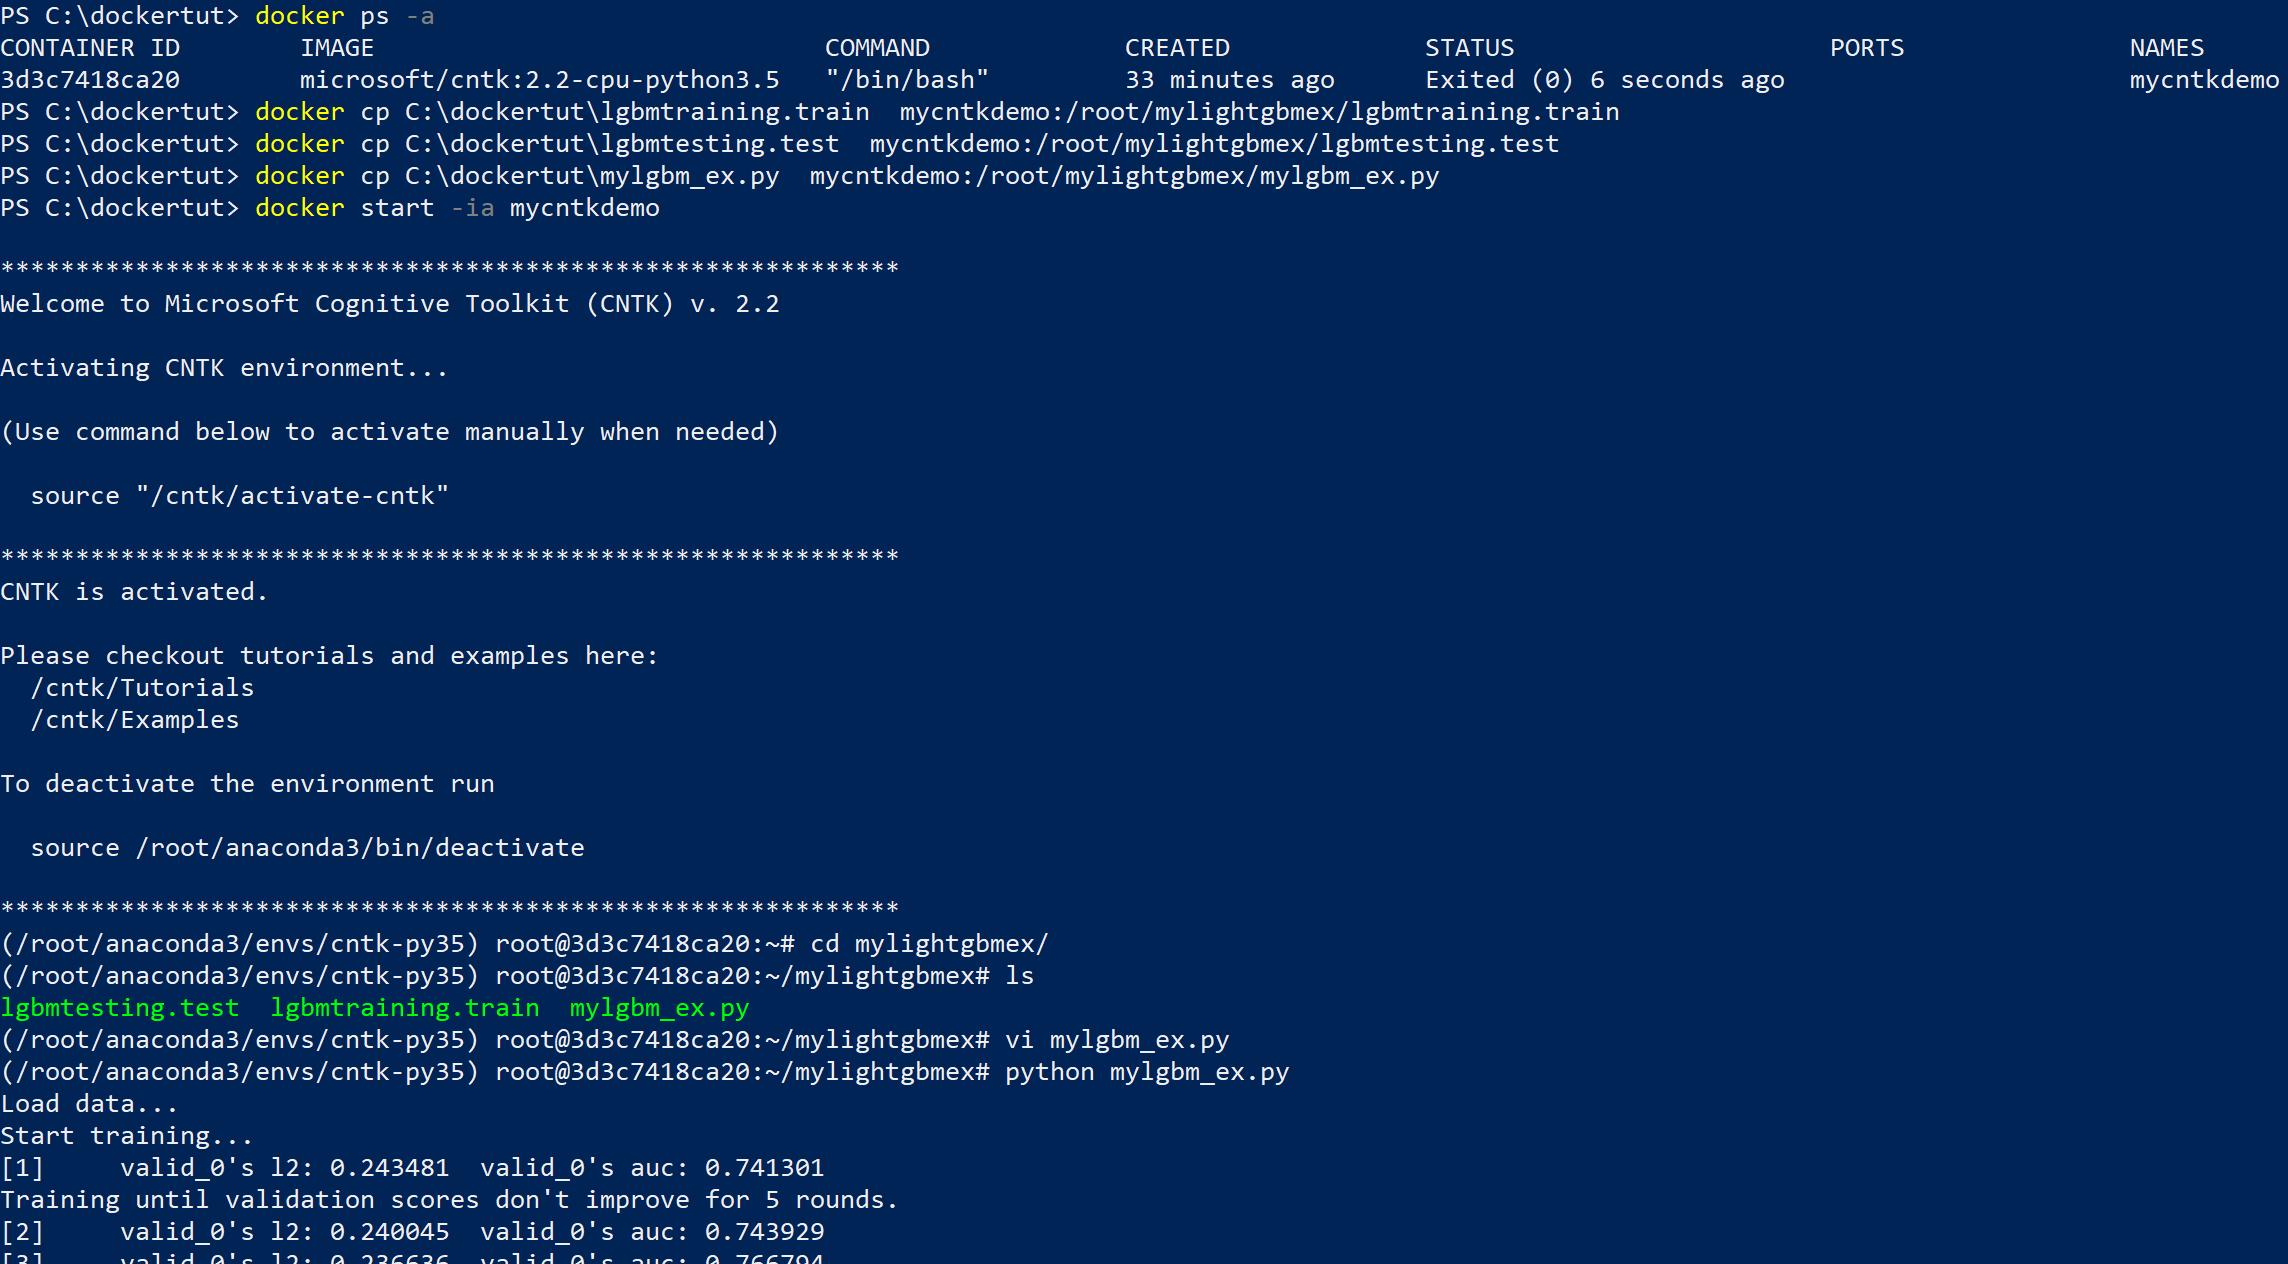 PS C:\dockertut> docker ps -a
CONTAINER ID        IMAGE                              COMMAND             CREATED             STATUS                     PORTS               NAMES
3d3c7418ca20        microsoft/cntk:2.2-cpu-python3.5   "/bin/bash"         33 minutes ago      Exited (0) 6 seconds ago                       mycntkdemo
PS C:\dockertut> docker cp C:\dockertut\lgbmtraining.train  mycntkdemo:/root/mylightgbmex/lgbmtraining.train
PS C:\dockertut> docker cp C:\dockertut\lgbmtesting.test  mycntkdemo:/root/mylightgbmex/lgbmtesting.test
PS C:\dockertut> docker cp C:\dockertut\mylgbm_ex.py  mycntkdemo:/root/mylightgbmex/mylgbm_ex.py
PS C:\dockertut> docker start -ia mycntkdemo
************************************************************
Welcome to Microsoft Cognitive Toolkit (CNTK) v. 2.2
Activating CNTK environment...
(Use command below to activate manually when needed)
  source "/cntk/activate-cntk"
************************************************************
CNTK is activated.
Please checkout tutorials and examples here:
  /cntk/Tutorials
  /cntk/Examples
To deactivate the environment run
  source /root/anaconda3/bin/deactivate
************************************************************
(/root/anaconda3/envs/cntk-py35) root@3d3c7418ca20:~# cd mylightgbmex/
(/root/anaconda3/envs/cntk-py35) root@3d3c7418ca20:~/mylightgbmex# ls
lgbmtesting.test  lgbmtraining.train  mylgbm_ex.py
(/root/anaconda3/envs/cntk-py35) root@3d3c7418ca20:~/mylightgbmex# vi mylgbm_ex.py
(/root/anaconda3/envs/cntk-py35) root@3d3c7418ca20:~/mylightgbmex# python mylgbm_ex.py
Load data...
Start training...
[1]     valid_0's l2: 0.243481  valid_0's auc: 0.741301
Training until validation scores don't improve for 5 rounds.
[2]     valid_0's l2: 0.240045  valid_0's auc: 0.743929
[3]     valid_0's l2: 0.236636  valid_0's auc: 0.766794